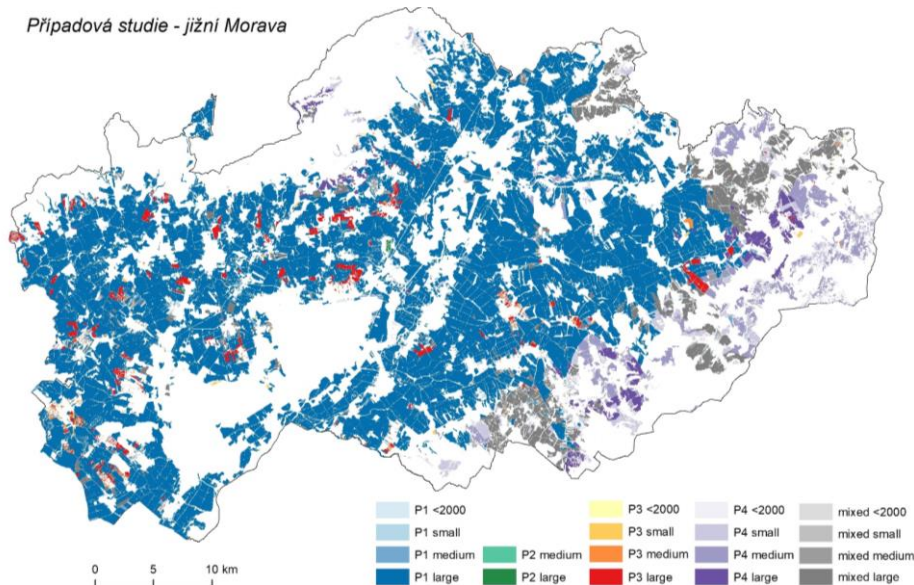 Případová studie - jižní Morava
P1 <2000 P3 <2000 P4 <2000 mixed <2000
P1 small P3 small P4 small mixed small
P1 medium P2 medium P3 medium P4 medium mixed medium
0 5 10 km P1 large P2 large P3 large P4 large mixed large